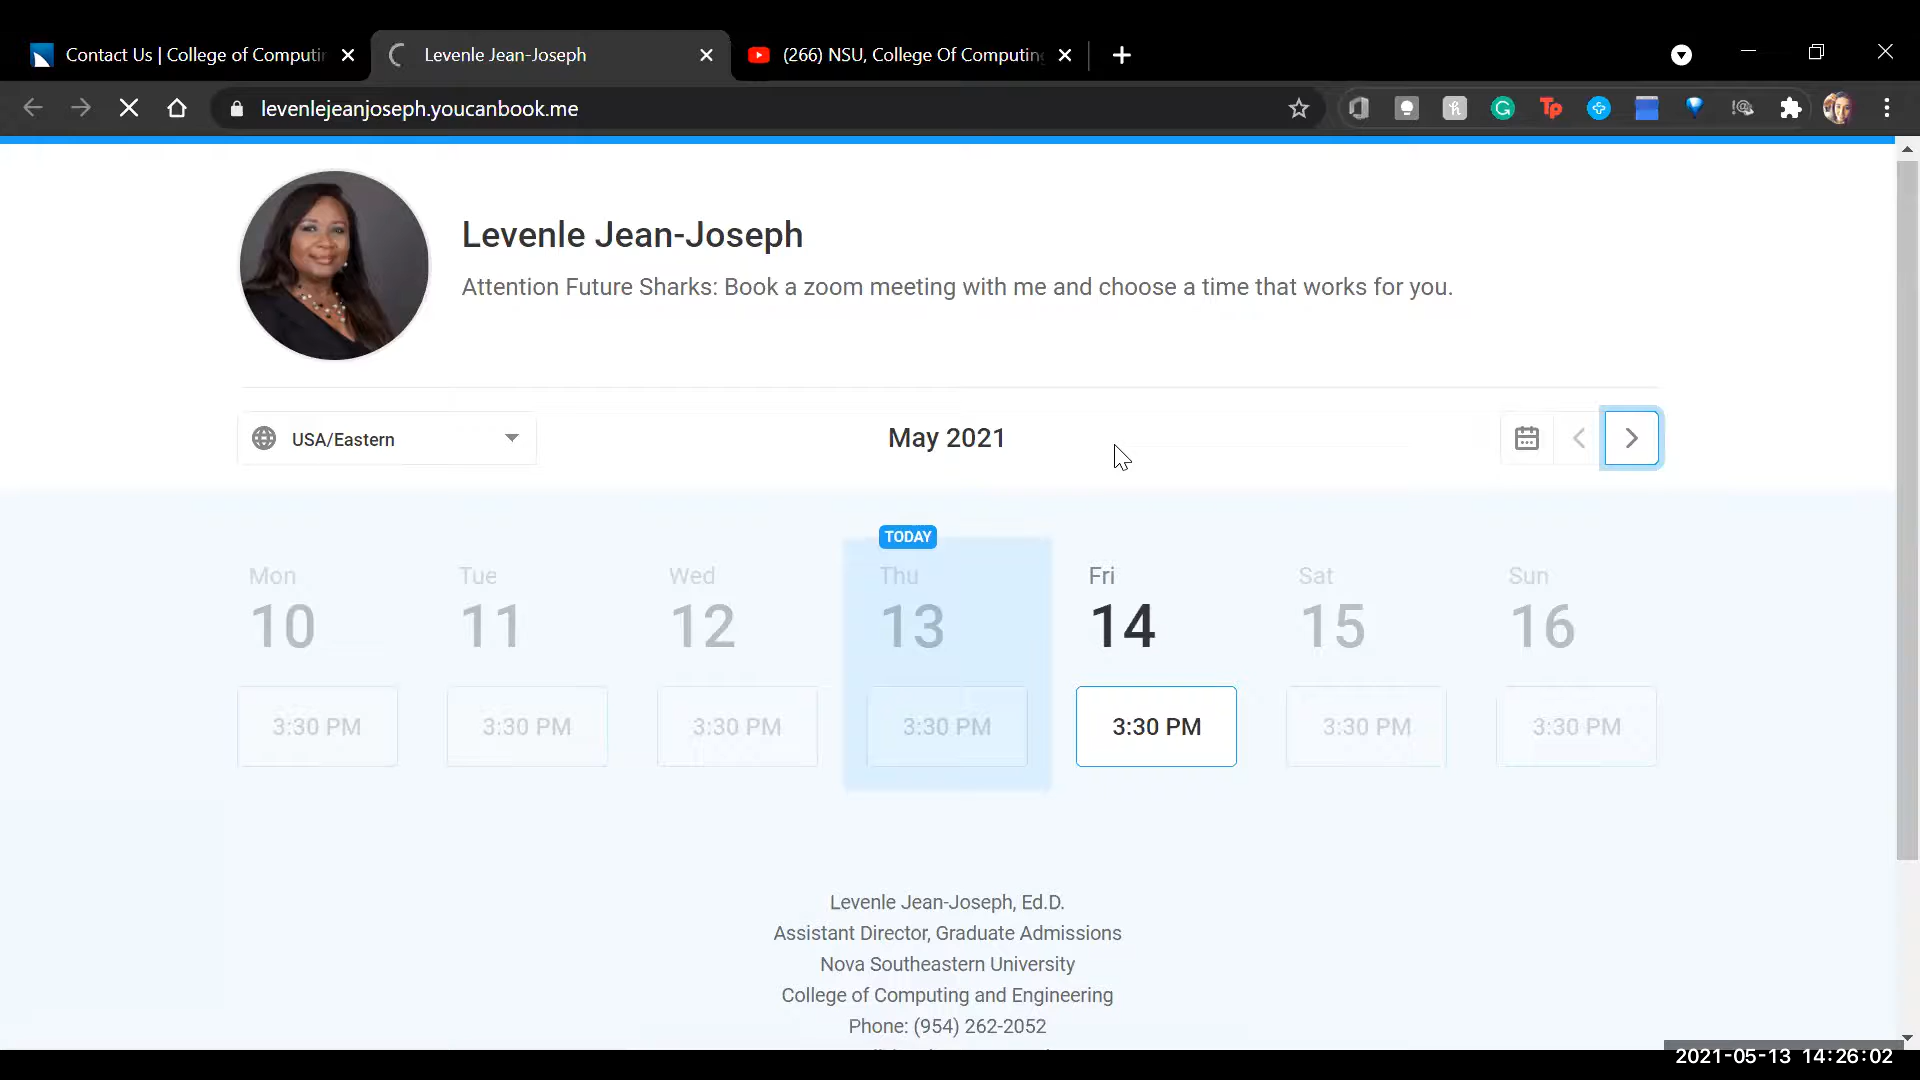 Contact Us | College of Computin
Levenle Jean-Joseph
(266) NSU, College Of Computing
levenlejeanjoseph.youcanbook.me
Levenle Jean-Joseph
Attention Future Sharks: Book a zoom meeting with me and choose a time that works for you.
USA/Eastern
May 2021
TODAY
Mon Tue Wed Thu Fri Sat Sun
10 11 12 13 14 15 16
3:30 PM 3:30 PM 3:30 PM 3:30 PM 3:30 PM 3:30 PM 3:30 PM
Levenle Jean-Joseph, Ed.D.
Assistant Director, Graduate Admissions
Nova Southeastern University
College of Computing and Engineering
Phone: (954) 262-2052
2021-05-13 14:26:02